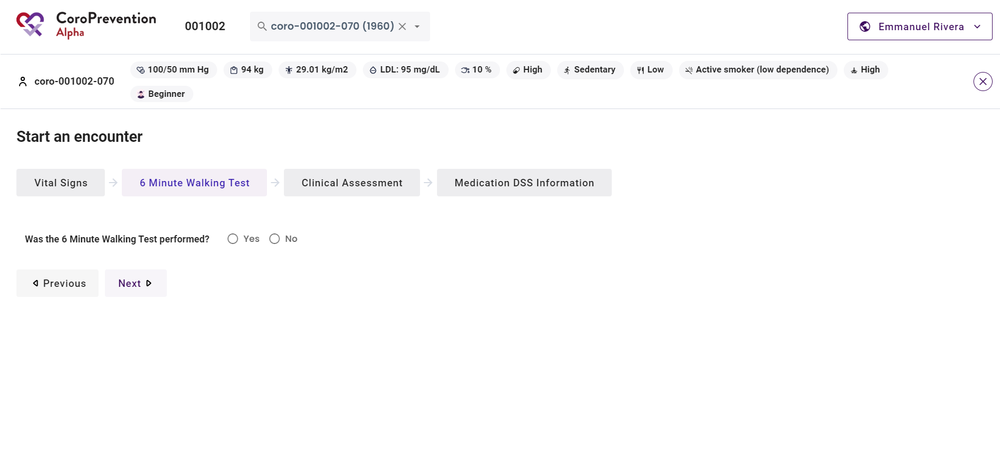 CoroPrevention
Alpha
001002
coro-001002-070 (1960)
Emmanuel Rivera
coro-001002-070
100/50 mm Hg
94 kg
29.01 kg/m2
LDL: 95 mg/dL
10 %
High
Sedentary
Low
Active smoker (low dependence)
High
Beginner
Start an encounter
Vital Signs
6 Minute Walking Test
Clinical Assessment
Medication DSS Information
Was the 6 Minute Walking Test performed?
Yes
No
Previous
Next